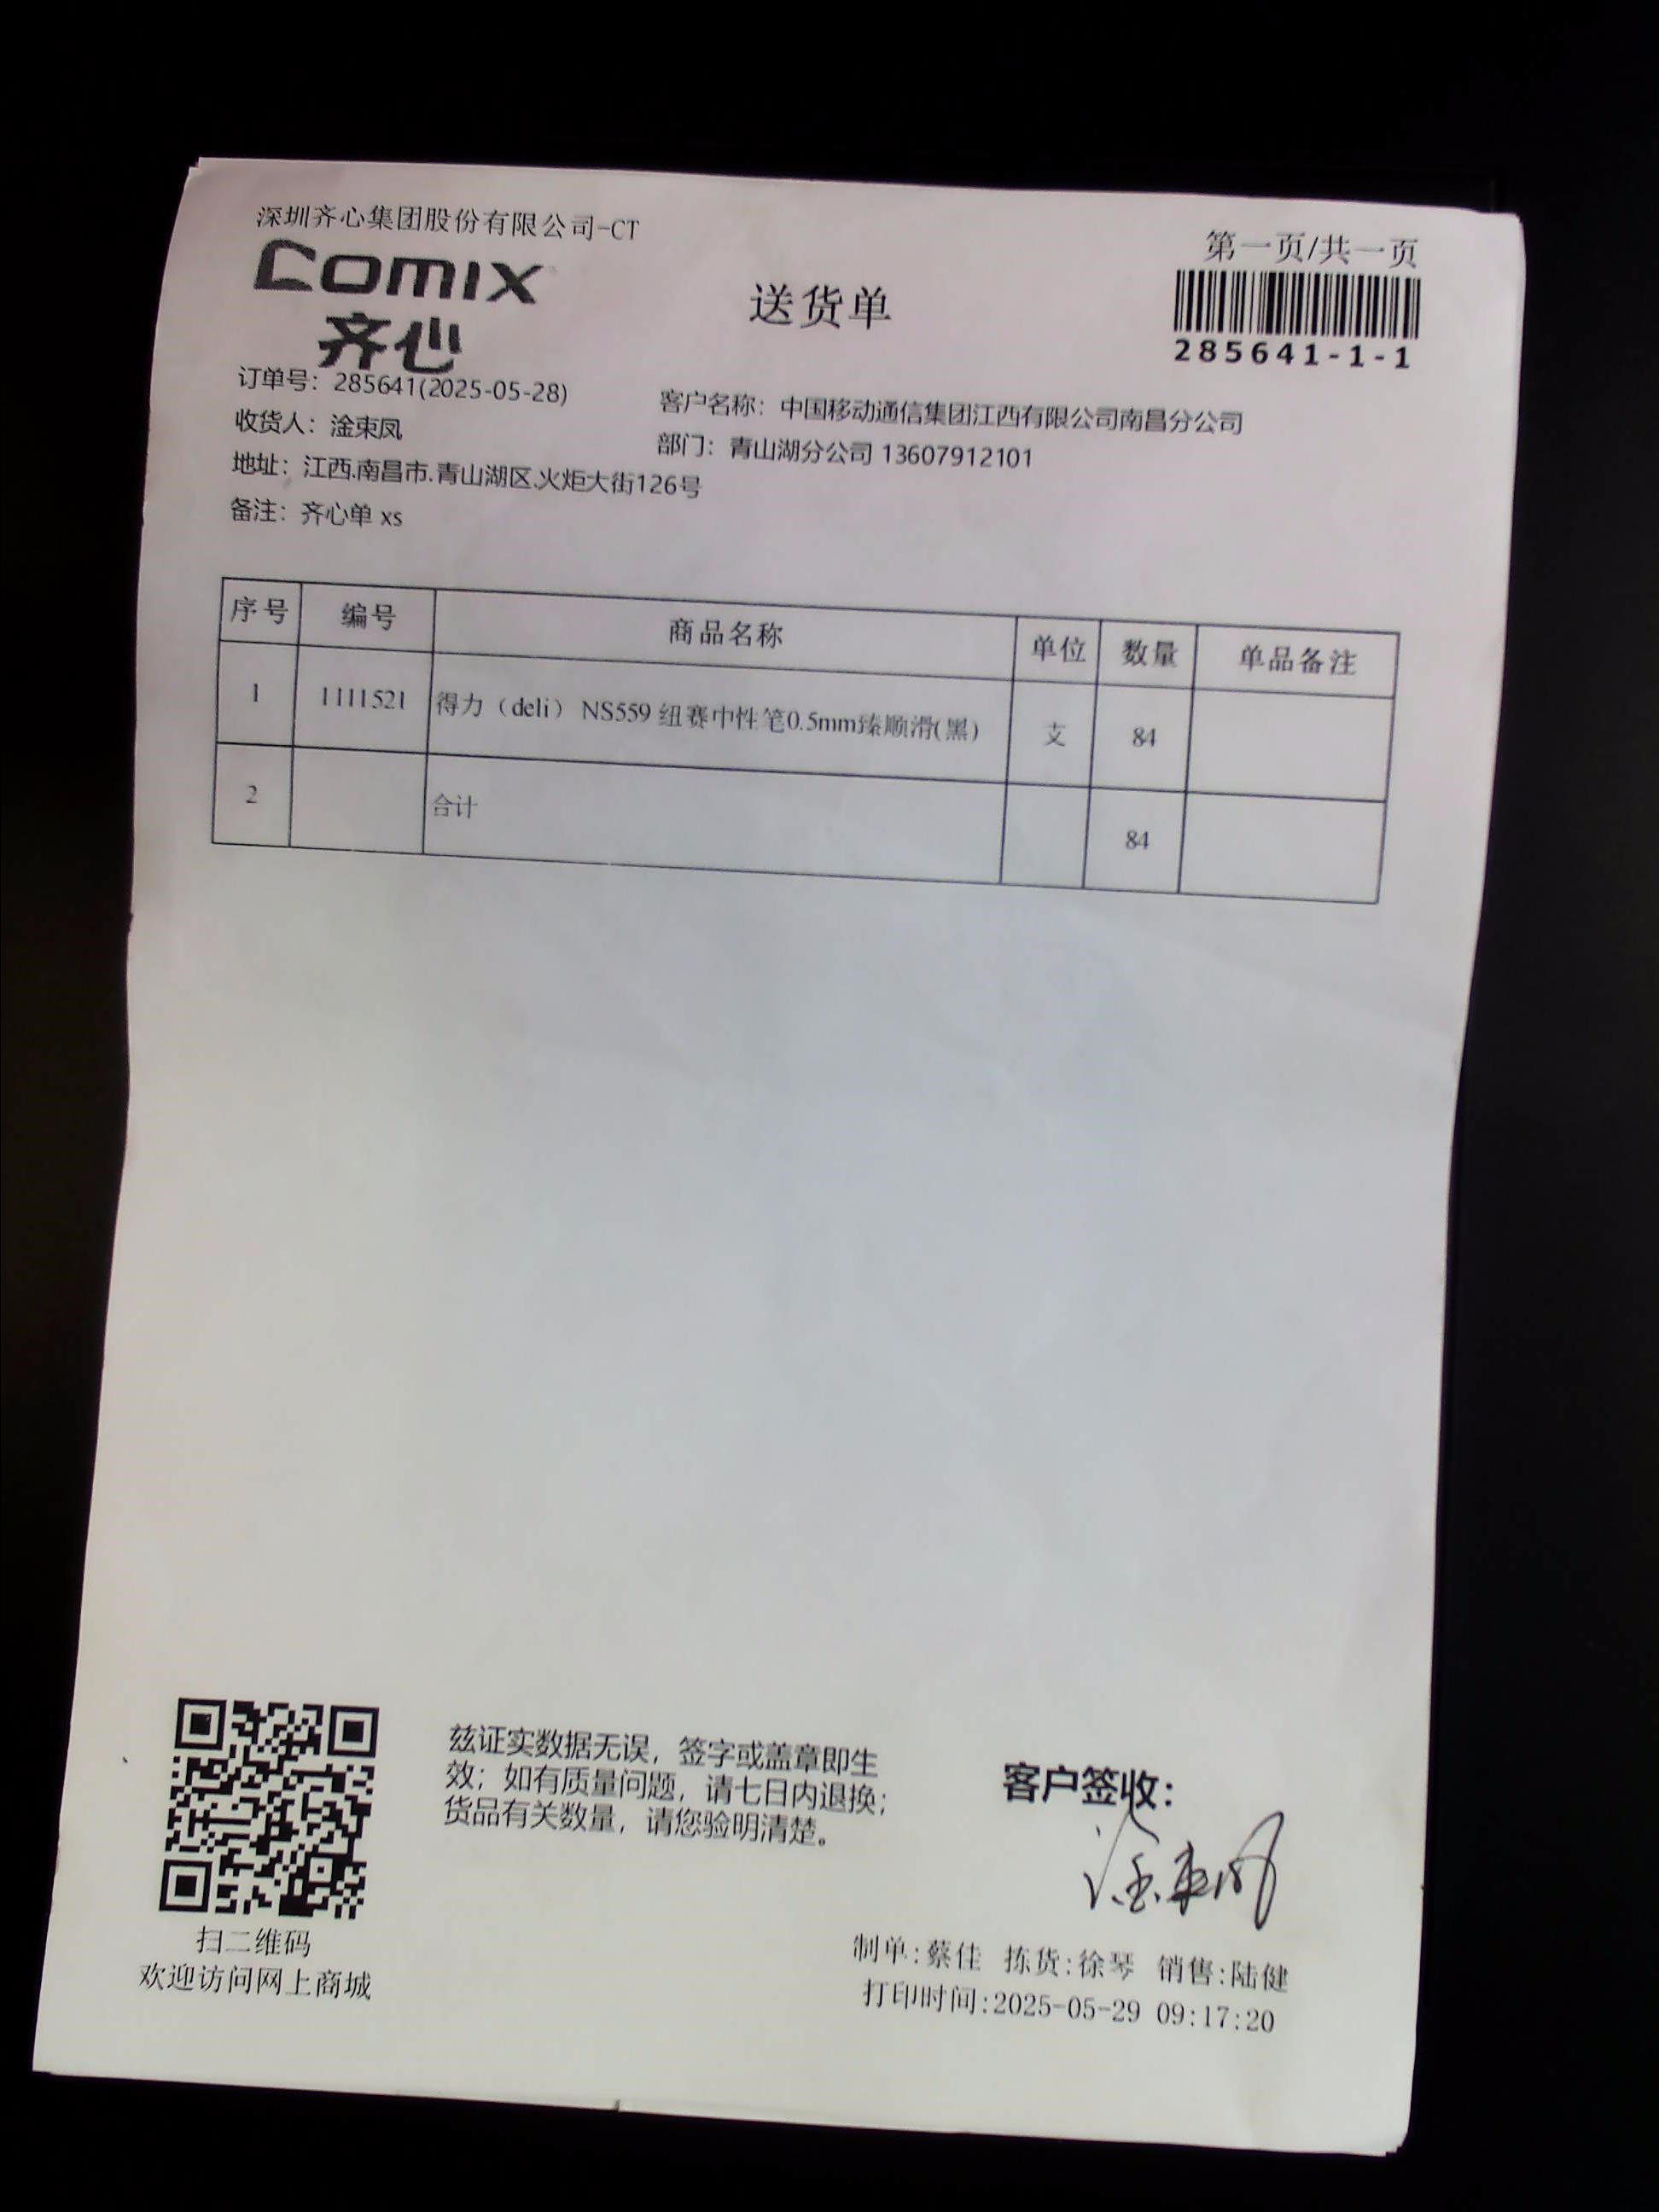 深圳齐心集团股份有限公司-CT
第一页/共一页
comix
齐心
送货单
285641-1-1
订单号：285641(2025-05-28)
客户名称：中国移动通信集团江西有限公司南昌分公司
收货人：淦束凤
部门：青山湖分公司 13607912101
地址：江西.南昌市.青山湖区.火炬大街126号
备注：齐心单 xs
序号 编号 商品名称 单位 数量 单品备注
1 1111521 得力（deli） NS559 纽赛中性笔0.5mm臻顺滑(黑) 支 84
2 合计 84
兹证实数据无误，签字或盖章即生
效；如有质量问题，请七日内退换；
货品有关数量，请您验明清楚。
客户签收：
淦束凤
扫二维码
欢迎访问网上商城
制单:蔡佳 拣货:徐琴 销售:陆健
打印时间:2025-05-29 09:17:20